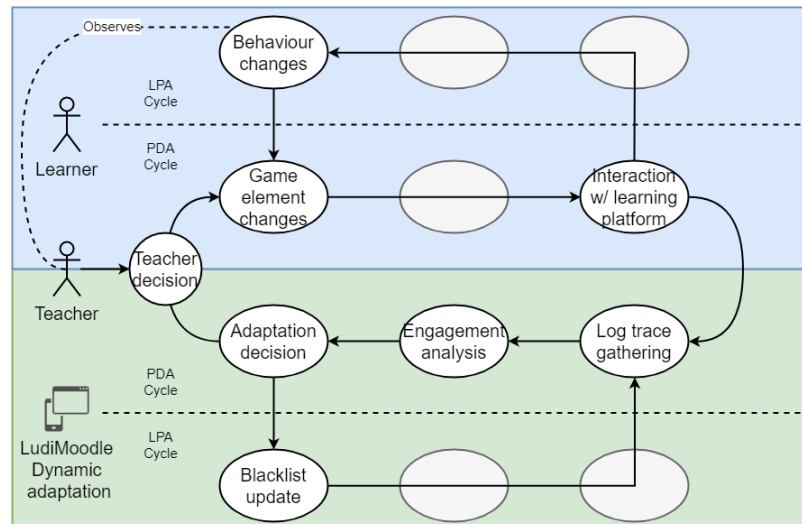 Observes
Behaviour
changes
LPA
Cycle
Learner
PDA
Cycle
Game
element
changes
Interaction
w/ learning
platform
Teacher
decision
Teacher
Adaptation
decision
Engagement
analysis
Log trace
gathering
PDA
Cycle
LudiMoodle
Dynamic
adaptation
LPA
Cycle
Blacklist
update